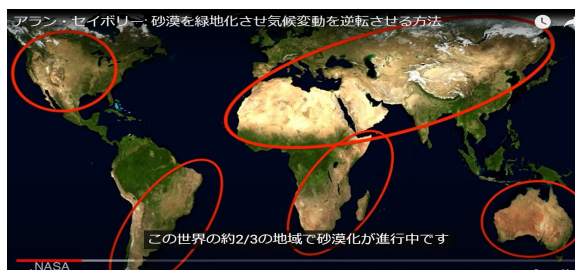 アラン・セイボリー: 砂漠を緑地化させ気候変動を逆転させる方法
この世界の約2/3の地域で砂漠化が進行中です
NASA